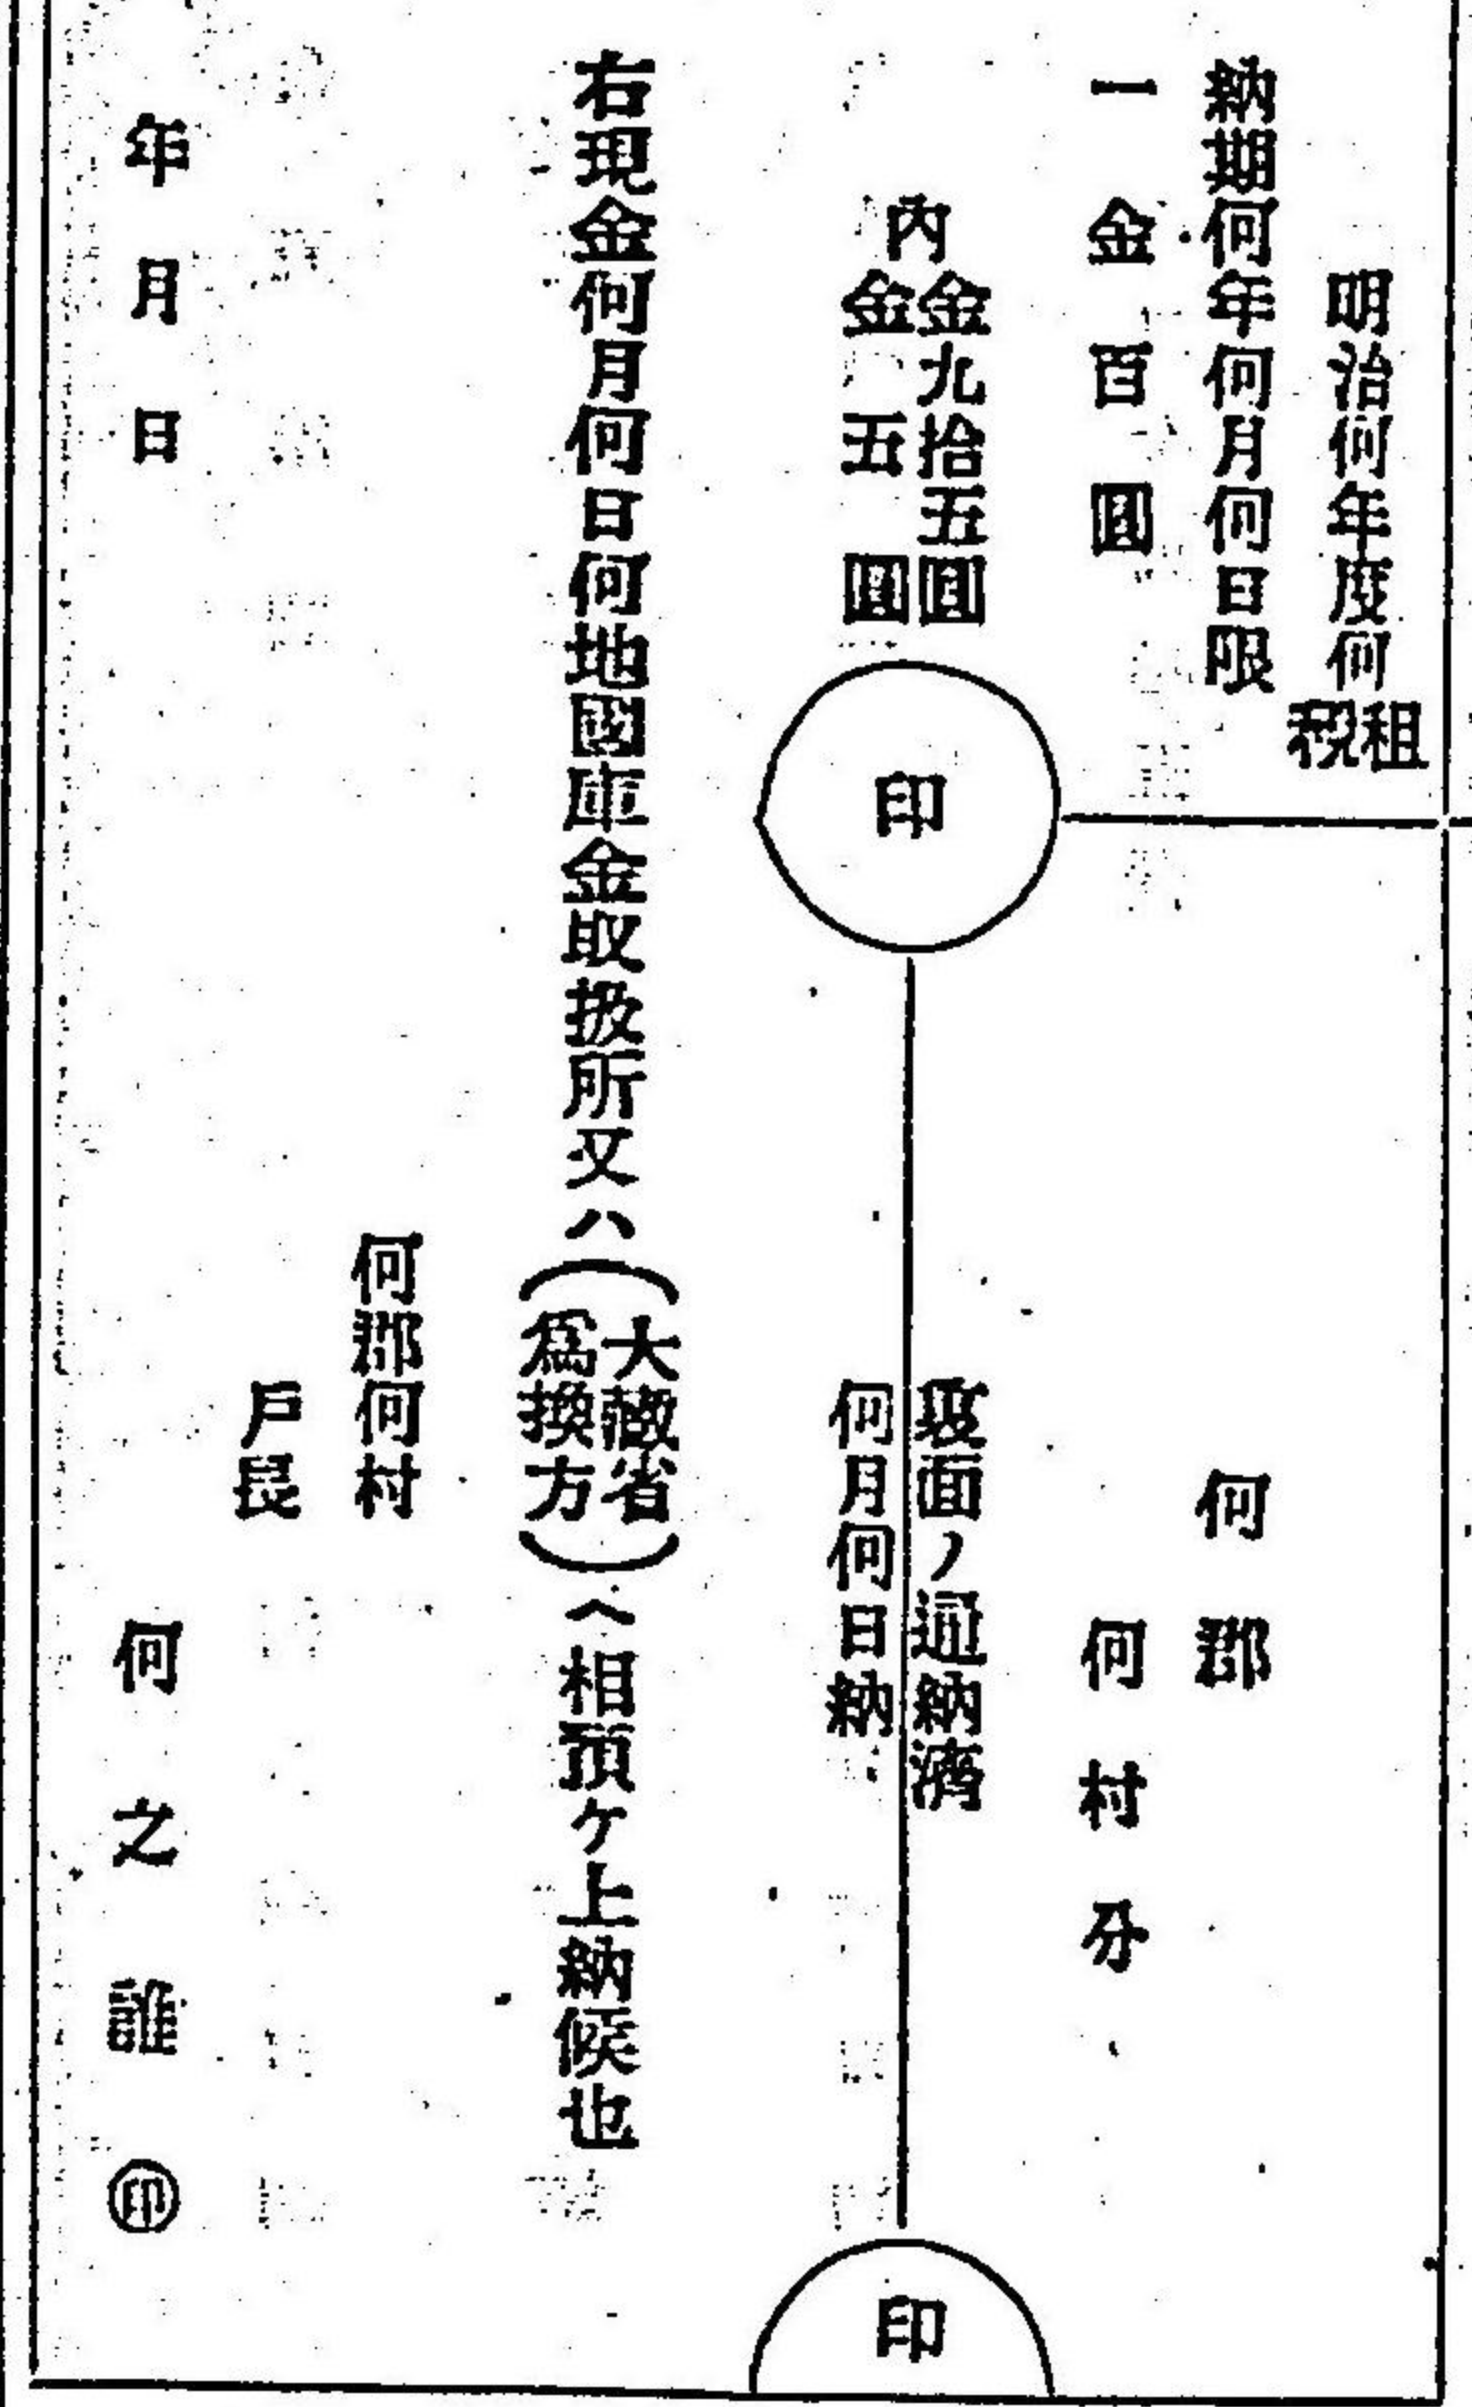 明治何年度何租税
納期何年何月何日限
一金百圓
內金九拾五圓
金五圓
印
何郡
何村分
裏面ノ通納濟
何月何日納
印
右現金何月何日何地國庫金取扱所又ハ(大藏省爲換方)ヘ相預ケ上納候也
何郡何村
戶長
年月日
何之誰㊞